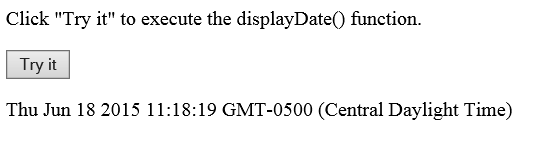 Click "Try it" to execute the displayDate() function.
Try it
Thu Jun 18 2015 11:18:19 GMT-0500 (Central Daylight Time)